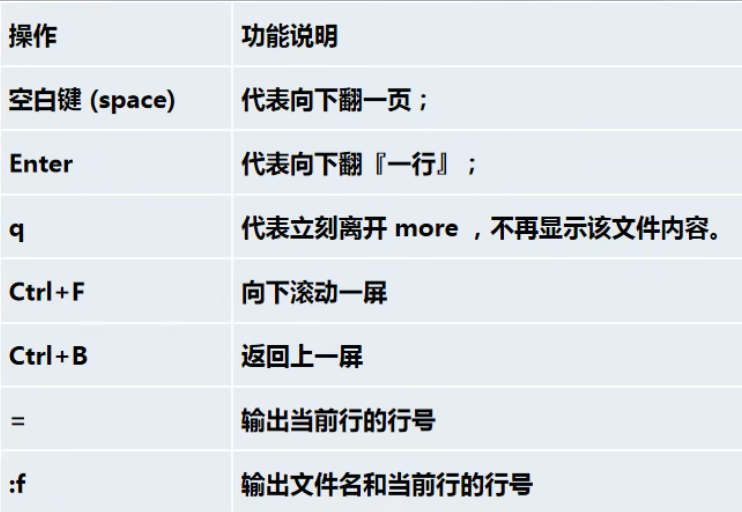 操作 功能说明
空白键 (space) 代表向下翻一页；
Enter 代表向下翻『一行』；
q 代表立刻离开 more ，不再显示该文件内容。
Ctrl+F 向下滚动一屏
Ctrl+B 返回上一屏
= 输出当前行的行号
:f 输出文件名和当前行的行号